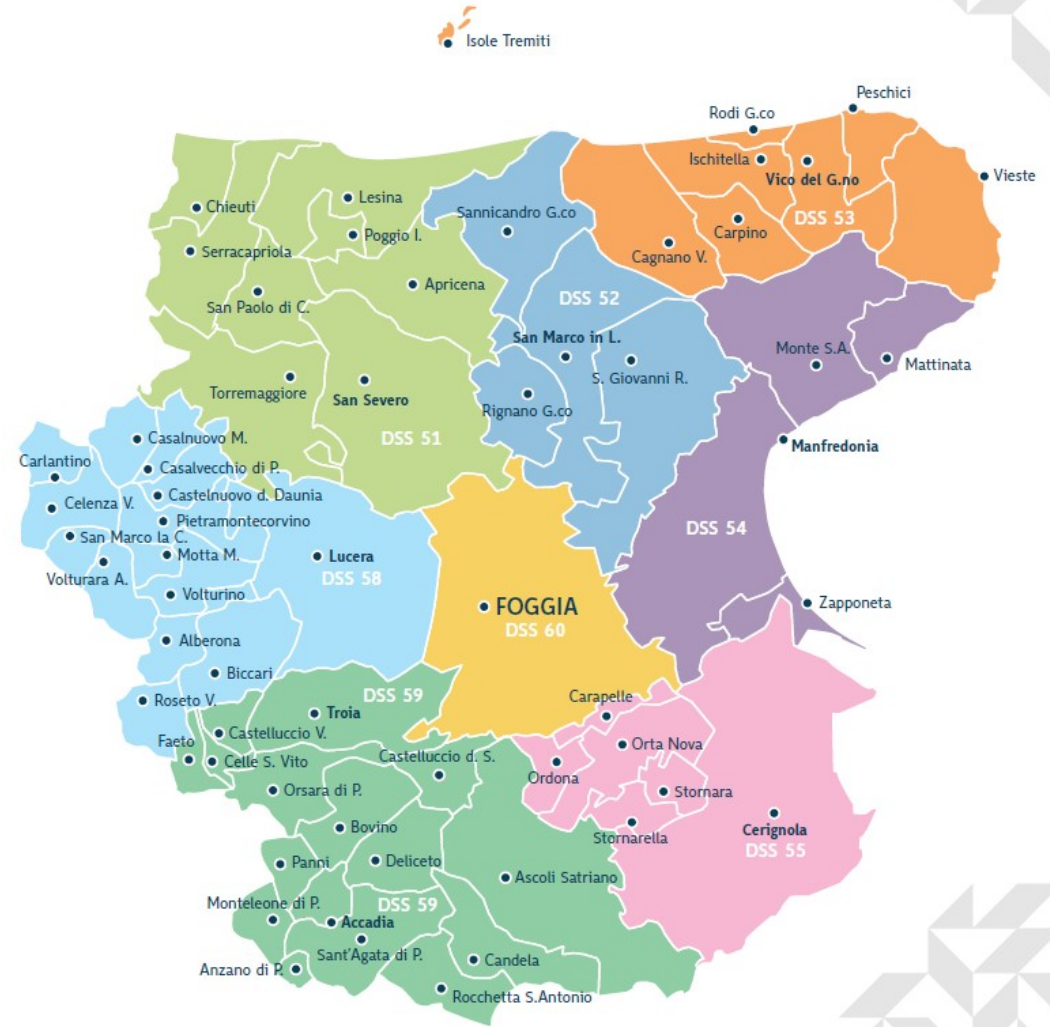 Isole Tremiti
Peschici
Rodi G.co
Ischitella
Vico del G.no
Vieste
Lesina
Chieuti
Sannicandro G.co
DSS 53
Carpino
Poggio I.
Serracapriola
Cagnano V.
Apricena
San Paolo di C.
DSS 52
San Marco in L.
Monte S.A.
Mattinata
S. Giovanni R.
Torremaggiore
San Severo
Rignano G.co
DSS 51
Casalnuovo M.
Manfredonia
Carlantino
Casalvecchio di P.
Castelnuovo d. Daunia
Celenza V.
Pietramontecorvino
DSS 54
San Marco la C.
Motta M.
Lucera
Volturara A.
DSS 58
Volturino
FOGGIA
Zapponeta
DSS 60
Alberona
Biccari
DSS 59
Carapelle
Roseto V.
Troia
Castelluccio V.
Faeto
Orta Nova
Castelluccio d. S.
Celle S. Vito
Ordona
Orsara di P.
Stornara
Bovino
Cerignola
Stornarella
DSS 55
Deliceto
Panni
Ascoli Satriano
Monteleone di P.
DSS 59
Accadia
Sant'Agata di P.
Candela
Anzano di P.
Rocchetta S.Antonio